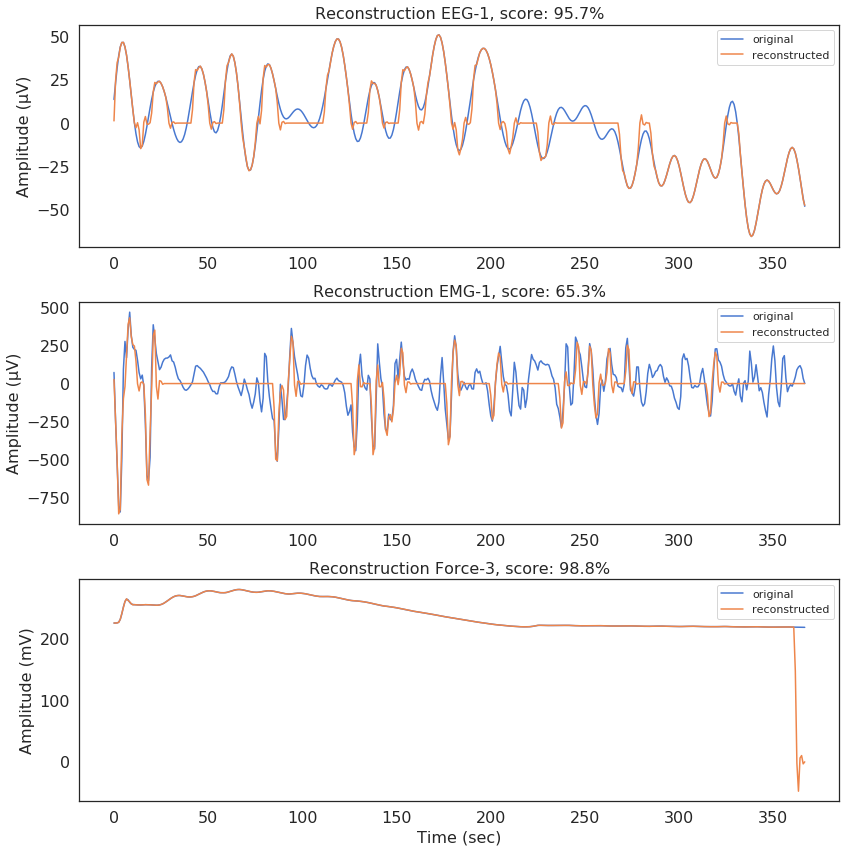 Reconstruction EEG-1, score: 95.7%
original
reconstructed
Amplitude (μV)
50
25
0
−25
−50
0 50 100 150 200 250 300 350
Reconstruction EMG-1, score: 65.3%
original
reconstructed
Amplitude (μV)
500
250
0
−250
−500
−750
0 50 100 150 200 250 300 350
Reconstruction Force-3, score: 98.8%
original
reconstructed
Amplitude (mV)
200
100
0
0 50 100 150 200 250 300 350
Time (sec)